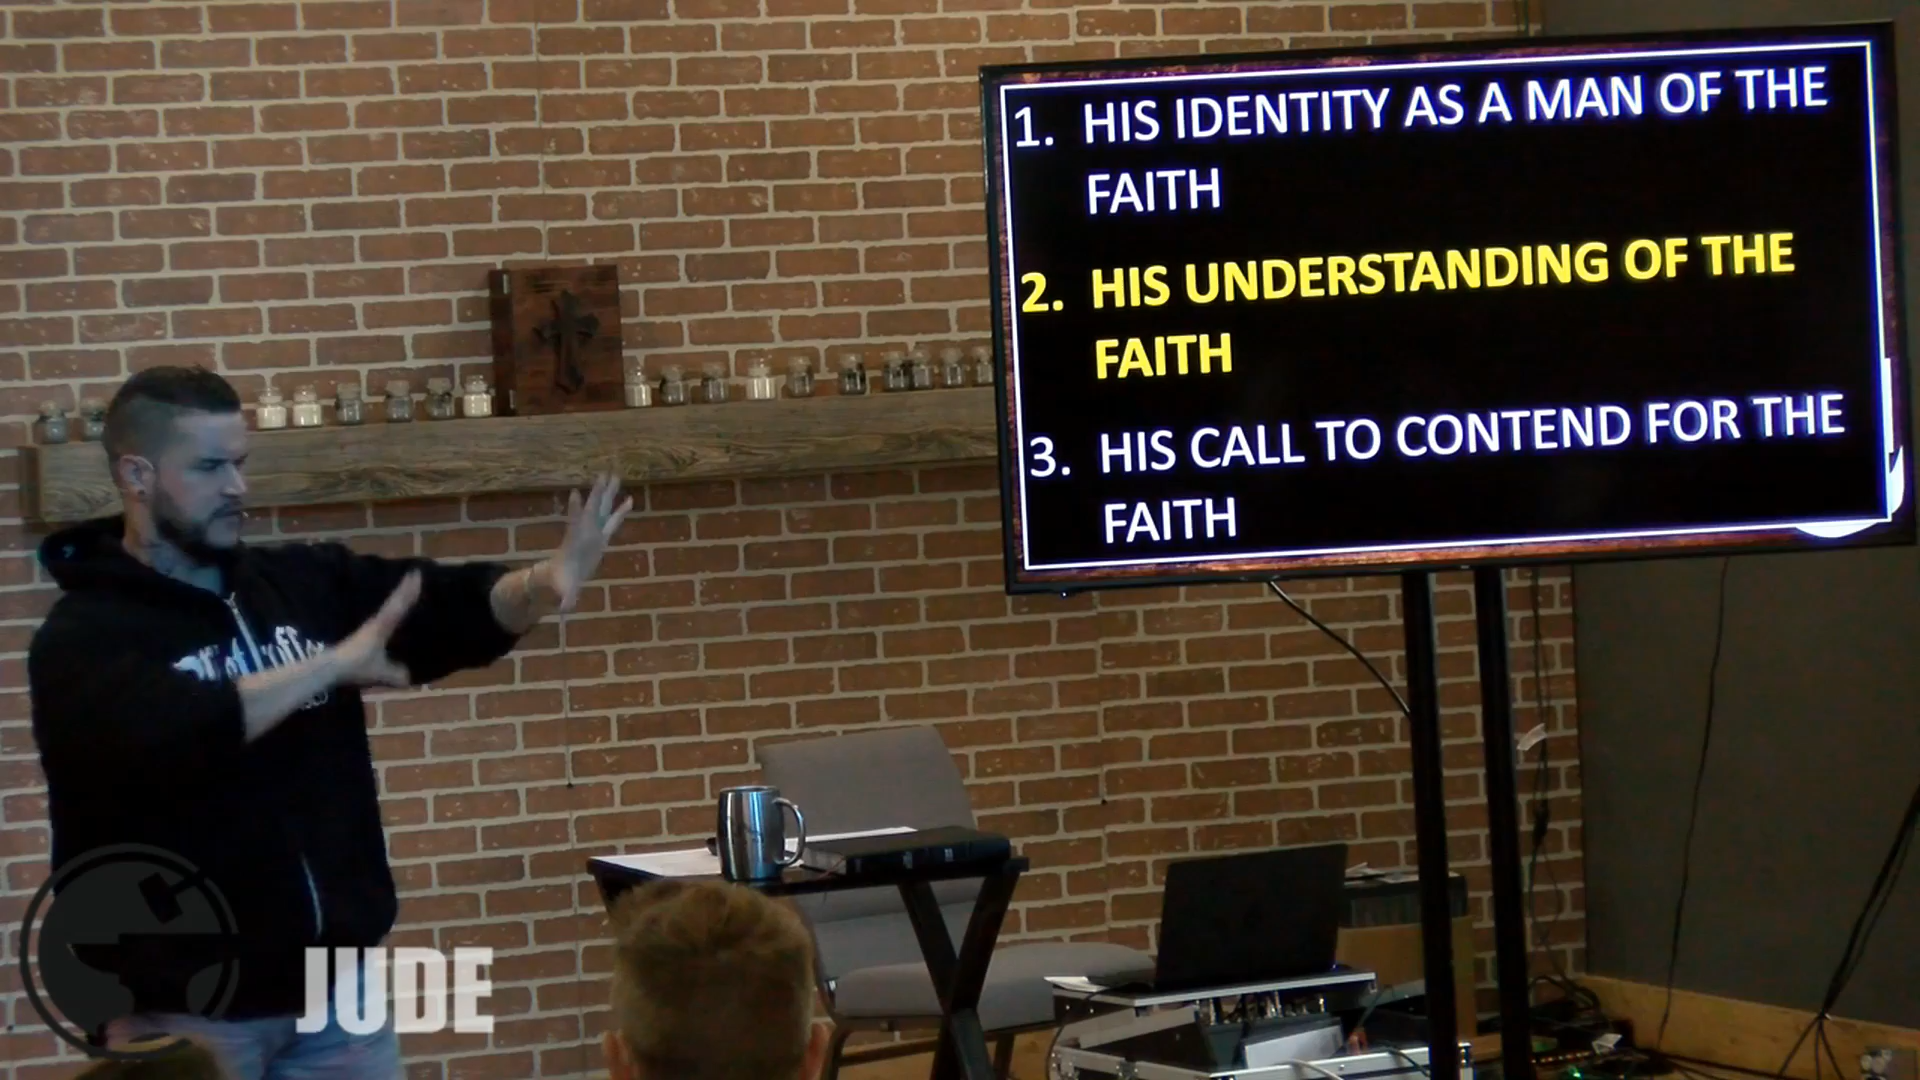 1. HIS IDENTITY AS A MAN OF THE
FAITH
2. HIS UNDERSTANDING OF THE
FAITH
3. HIS CALL TO CONTEND FOR THE
FAITH
JUDE